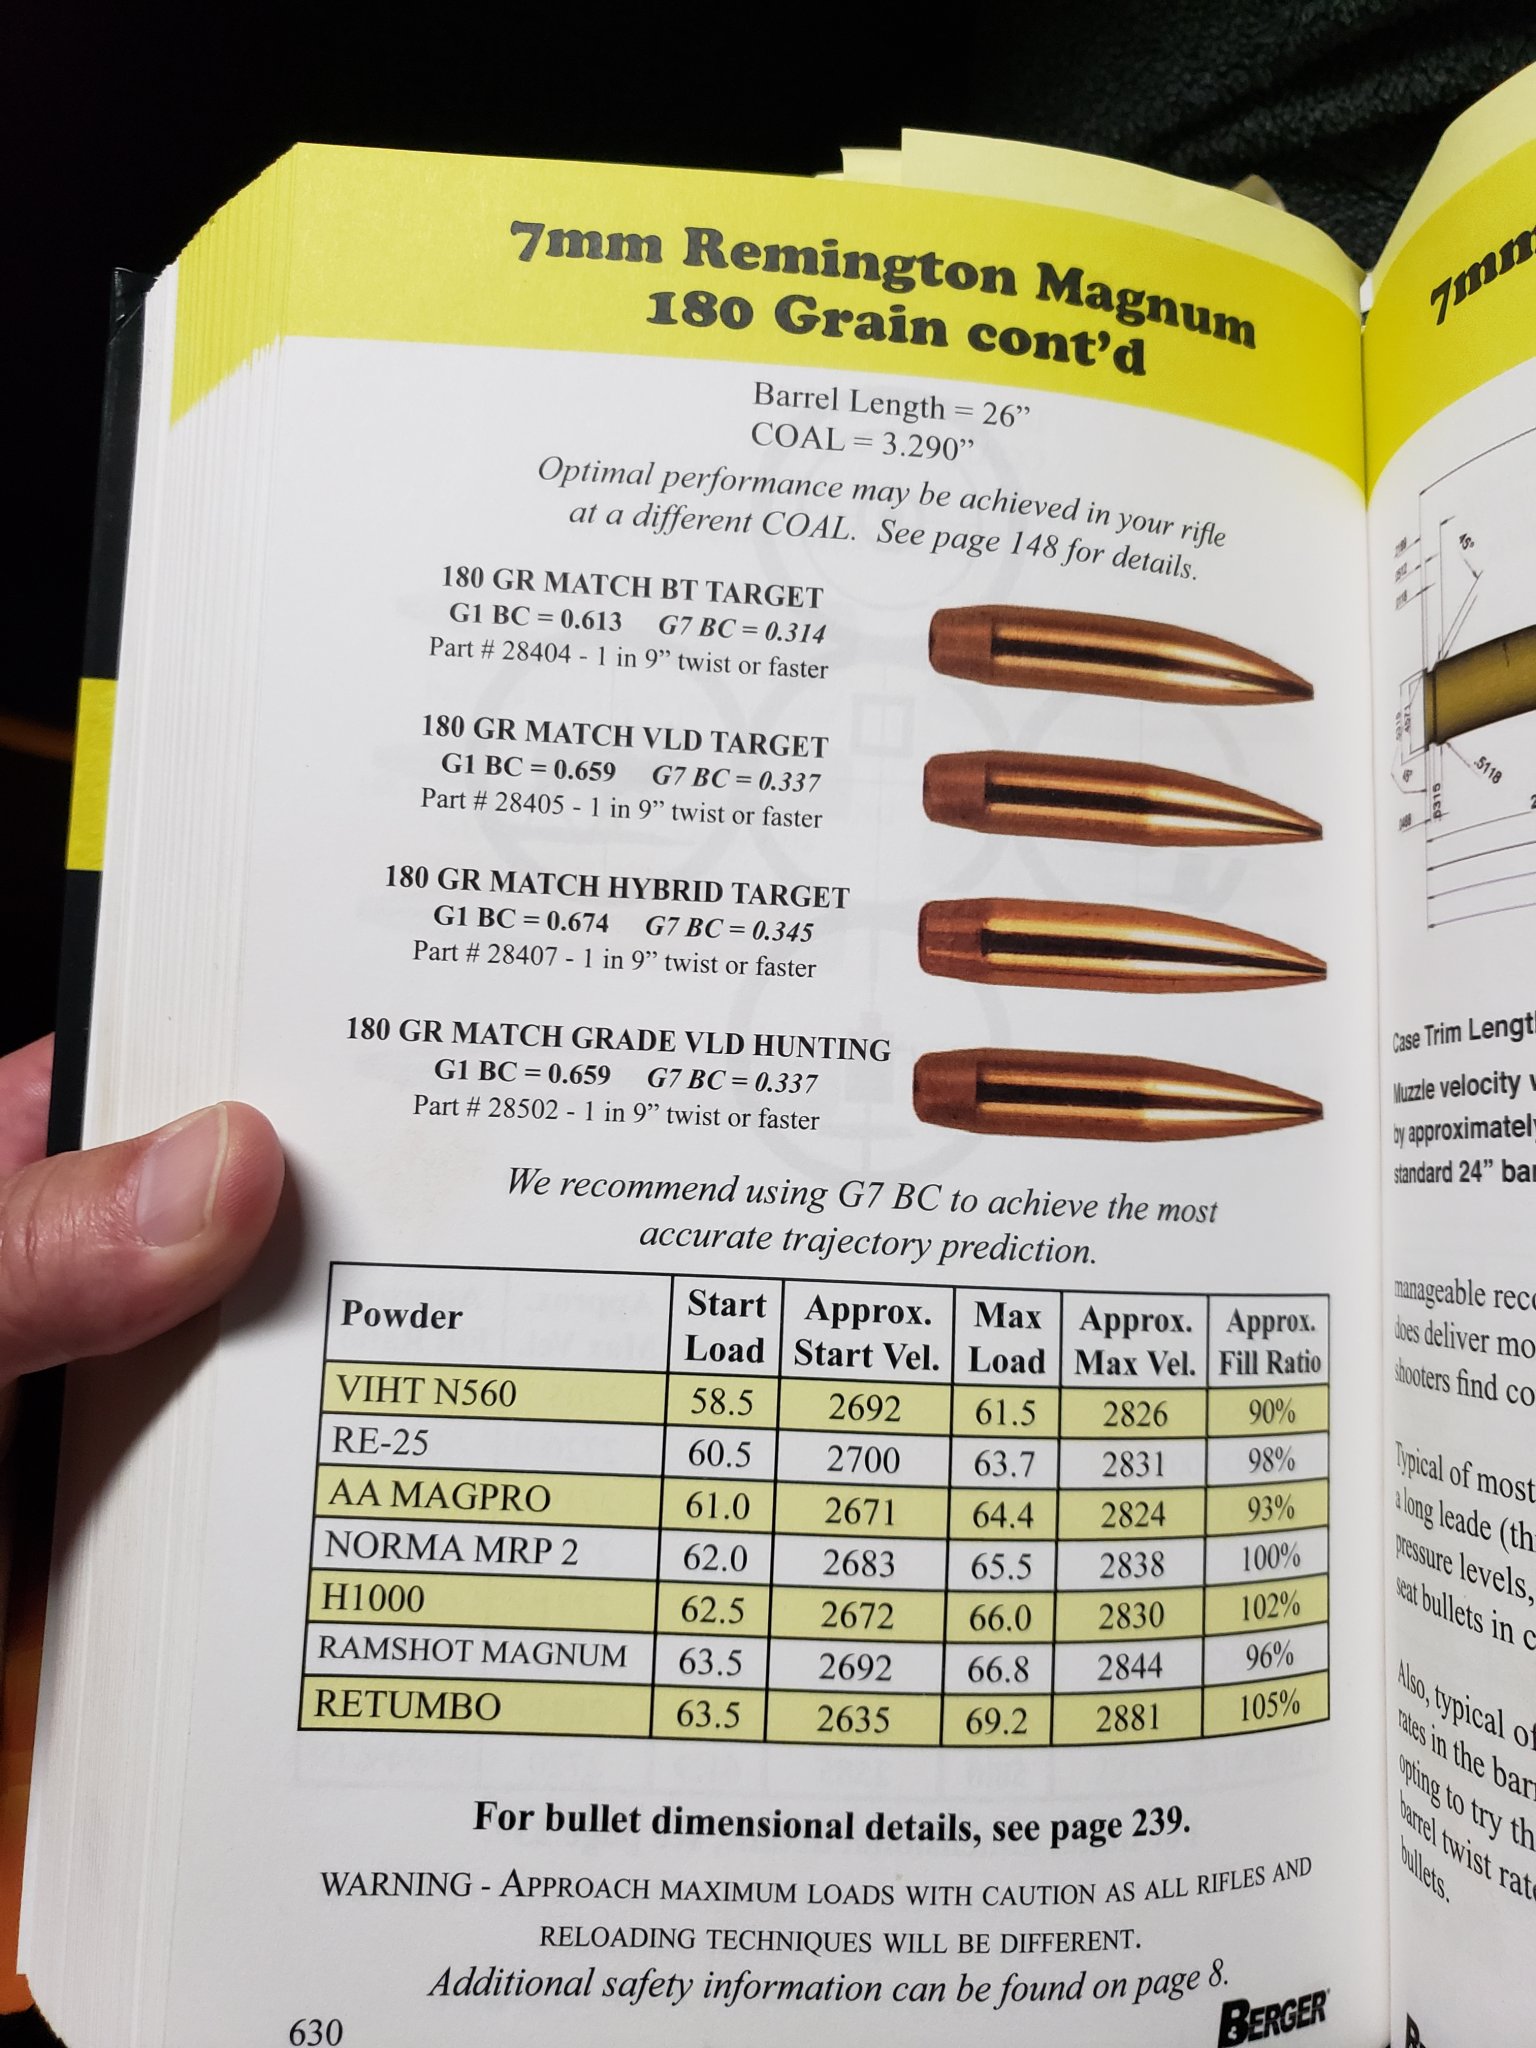 7mm Remington Magnum
180 Grain cont'd
Barrel Length = 26”
COAL = 3.290”
Optimal performance may be achieved in your rifle
at a different COAL. See page 148 for details.
180 GR MATCH BT TARGET
G1 BC = 0.613 G7 BC = 0.314
Part # 28404 - 1 in 9” twist or faster
180 GR MATCH VLD TARGET
G1 BC = 0.659 G7 BC = 0.337
Part # 28405 - 1 in 9” twist or faster
180 GR MATCH HYBRID TARGET
G1 BC = 0.674 G7 BC = 0.345
Part # 28407 - 1 in 9” twist or faster
180 GR MATCH GRADE VLD HUNTING
G1 BC = 0.659 G7 BC = 0.337
Part # 28502 - 1 in 9” twist or faster
We recommend using G7 BC to achieve the most
accurate trajectory prediction.
Powder Start Load Approx. Start Vel. Max Load Approx. Max Vel. Approx. Fill Ratio
VIHT N560 58.5 2692 61.5 2826 90%
RE-25 60.5 2700 63.7 2831 98%
AA MAGPRO 61.0 2671 64.4 2824 93%
NORMA MRP 2 62.0 2683 65.5 2838 100%
H1000 62.5 2672 66.0 2830 102%
RAMSHOT MAGNUM 63.5 2692 66.8 2844 96%
RETUMBO 63.5 2635 69.2 2881 105%
For bullet dimensional details, see page 239.
WARNING - APPROACH MAXIMUM LOADS WITH CAUTION AS ALL RIFLES AND
RELOADING TECHNIQUES WILL BE DIFFERENT.
Additional safety information can be found on page 8.
630
BERGER
7mm
15°
.5118
.0315
Case Trim
Muzzle velocity
by
standard 24”
manageable
does deliver
shooters find
Typical of most
a long leade
pressure levels,
seat bullets in
Also, typical of
rates in the
opting to try
barrel twist
bullets.